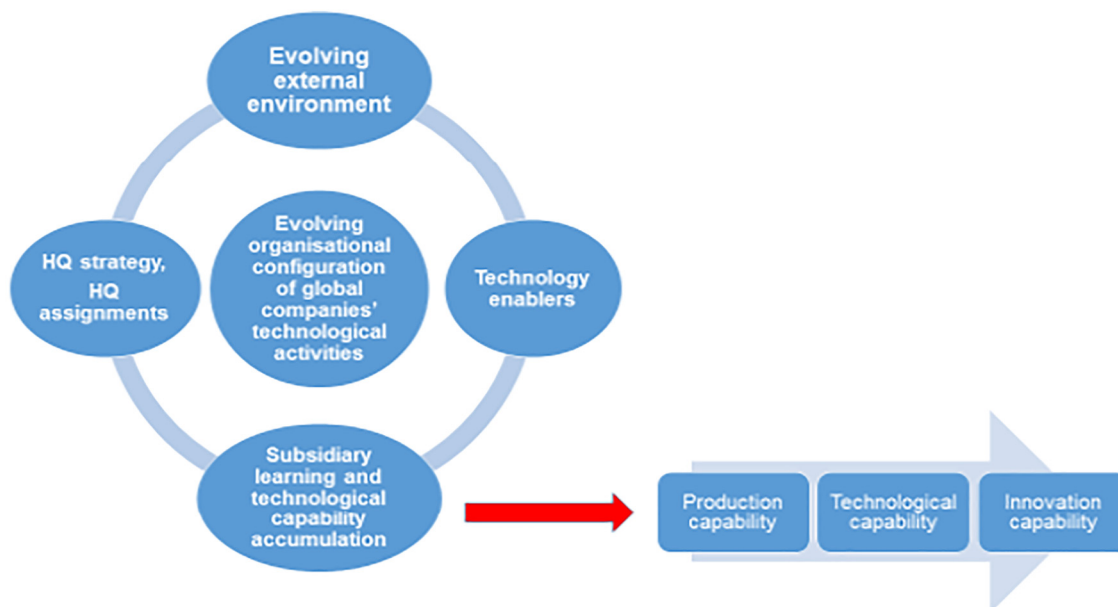 Evolving
external
environment
HQ strategy,
HQ
assignments
Evolving
organisational
configuration
of global
companies'
technological
activities
Technology
enablers
Subsidiary
learning and
technological
capability
accumulation
Production
capability
Technological
capability
Innovation
capability